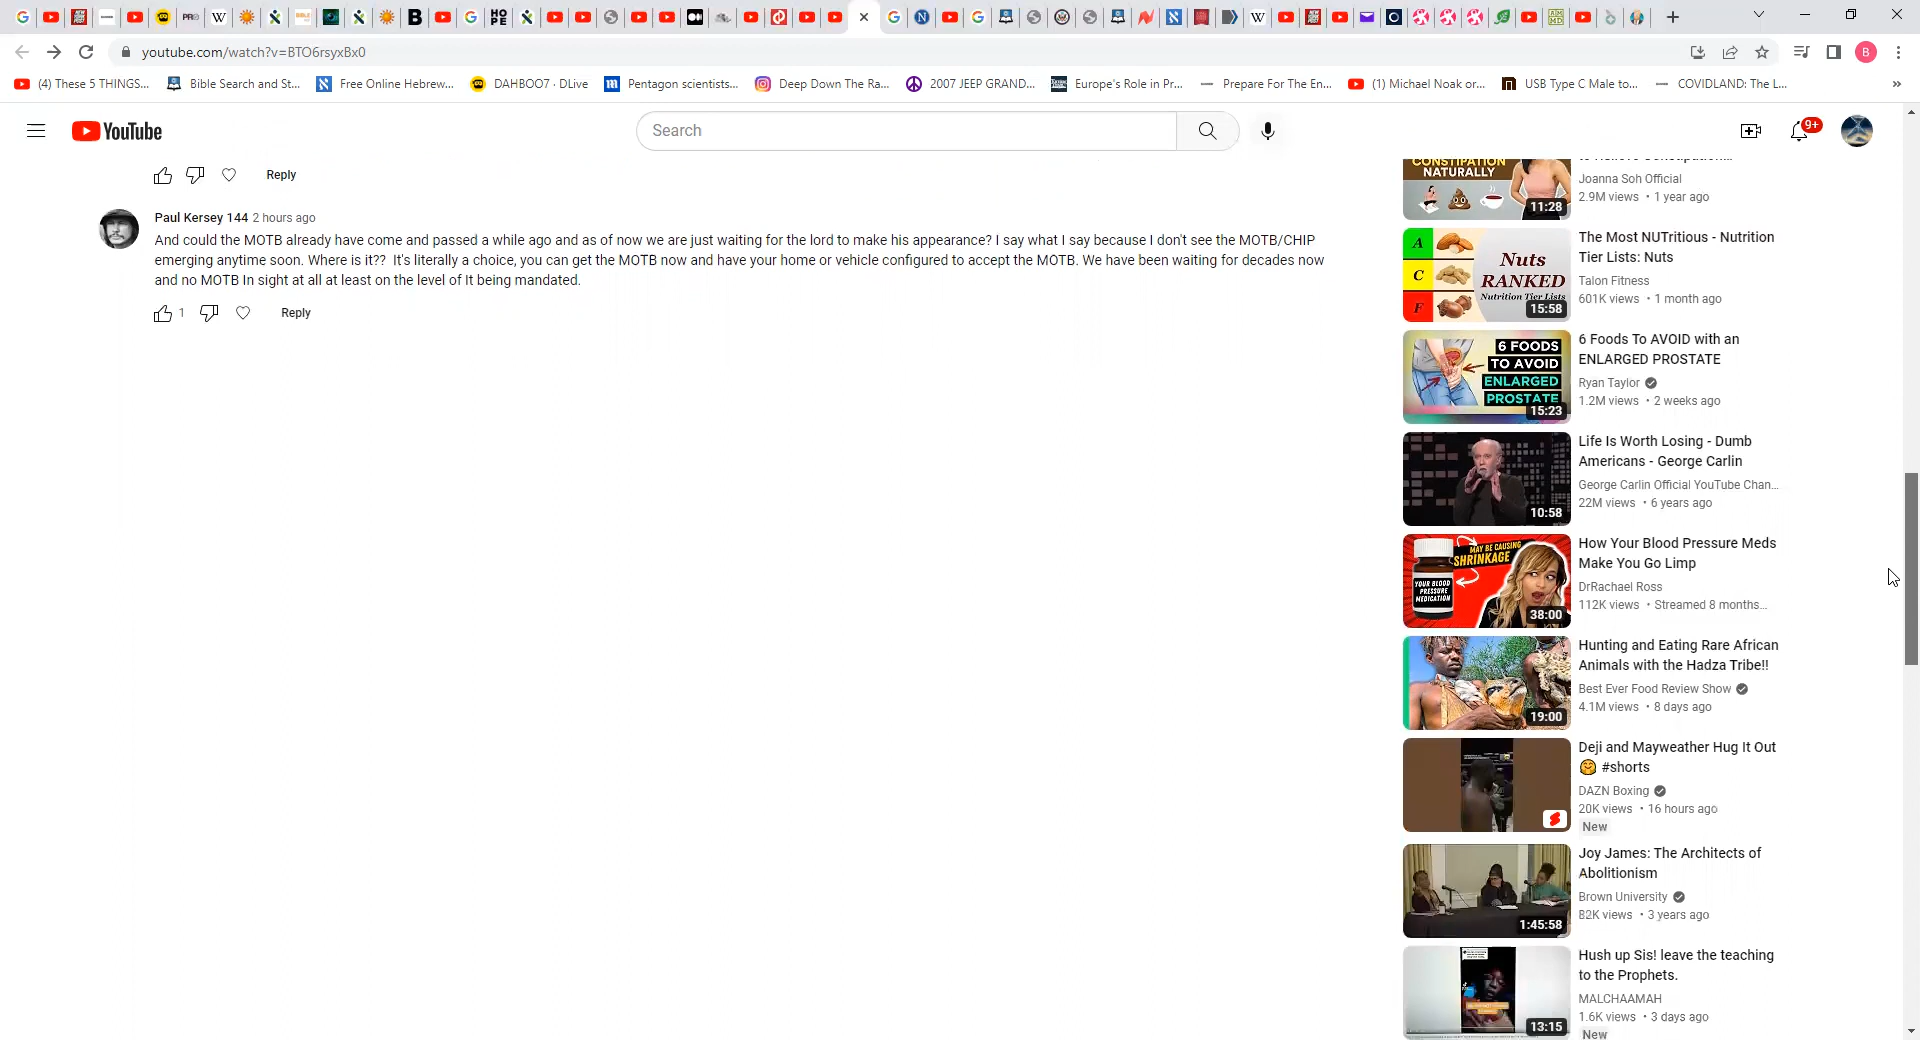 PRO
B
HOPE
N
W
youtube.com/watch?v=BTO6rsyxBx0
B
(4) These 5 THINGS...
Bible Search and St...
Free Online Hebrew...
DAHBOO7 · DLive
Pentagon scientists...
Deep Down The Ra...
2007 JEEP GRAND...
Europe's Role in Pr...
Prepare For The En...
(1) Michael Noak or...
USB Type C Male to...
COVIDLAND: The L...
»
YouTube
Search
9+
Reply
Paul Kersey 144 2 hours ago
And could the MOTB already have come and passed a while ago and as of now we are just waiting for the lord to make his appearance? I say what I say because I don't see the MOTB/CHIP
emerging anytime soon. Where is it?? It's literally a choice, you can get the MOTB now and have your home or vehicle configured to accept the MOTB. We have been waiting for decades now
and no MOTB In sight at all at least on the level of It being mandated.
1
Reply
CONSTIPATION
NATURALLY
11:28
Joanna Soh Official
2.9M views • 1 year ago
A
C
F
Nuts
RANKED
Nutrition Tier Lists
15:58
The Most NUTritious - Nutrition
Tier Lists: Nuts
Talon Fitness
601K views • 1 month ago
6 FOODS
TO AVOID
ENLARGED
PROSTATE
15:23
6 Foods To AVOID with an
ENLARGED PROSTATE
Ryan Taylor
1.2M views • 2 weeks ago
10:58
Life Is Worth Losing - Dumb
Americans - George Carlin
George Carlin Official YouTube Chan...
22M views • 6 years ago
MAY BE CAUSING
SHRINKAGE
YOUR BLOOD
PRESSURE
MEDICATION
38:00
How Your Blood Pressure Meds
Make You Go Limp
DrRachael Ross
112K views • Streamed 8 months...
19:00
Hunting and Eating Rare African
Animals with the Hadza Tribe!!
Best Ever Food Review Show
4.1M views • 8 days ago
Deji and Mayweather Hug It Out
🤗 #shorts
DAZN Boxing
20K views • 16 hours ago
New
1:45:58
Joy James: The Architects of
Abolitionism
Brown University
82K views • 3 years ago
13:15
Hush up Sis! leave the teaching
to the Prophets.
MALCHAAMAH
1.6K views • 3 days ago
New